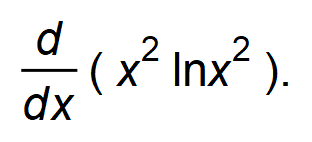 d/dx ( x² lnx² ).